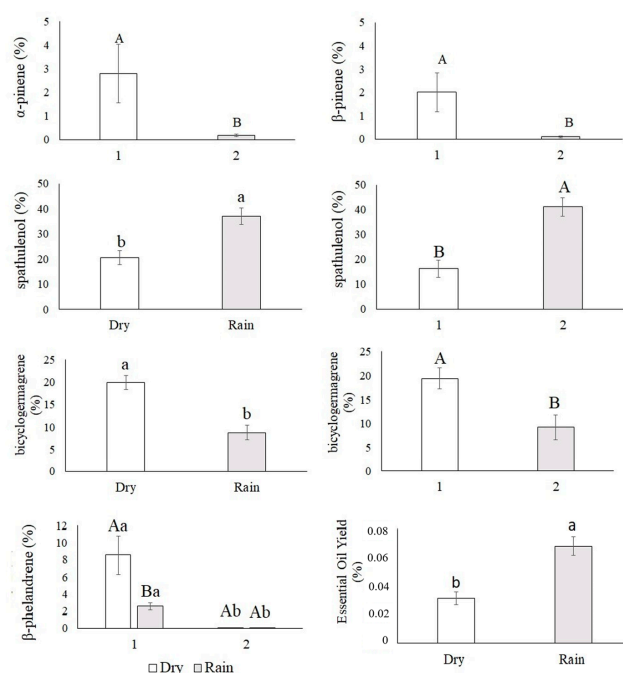 α-pinene (%)
5
4
3
2
1
0
A
B
1 2
β-pinene (%)
5
4
3
2
1
0
A
B
1 2
spathulenol (%)
50
40
30
20
10
0
b
a
Dry Rain
spathulenol (%)
50
40
30
20
10
0
B
A
1 2
bicyclogermagrene
(%)
25
20
15
10
5
0
a
b
Dry Rain
bicyclogermagrene
(%)
25
20
15
10
5
0
A
B
1 2
β-phelandrene (%)
12
10
8
6
4
2
0
Aa
Ba
Ab Ab
1 2
Dry Rain
Essential Oil Yield
(%)
0.08
0.06
0.04
0.02
0
b
a
Dry Rain